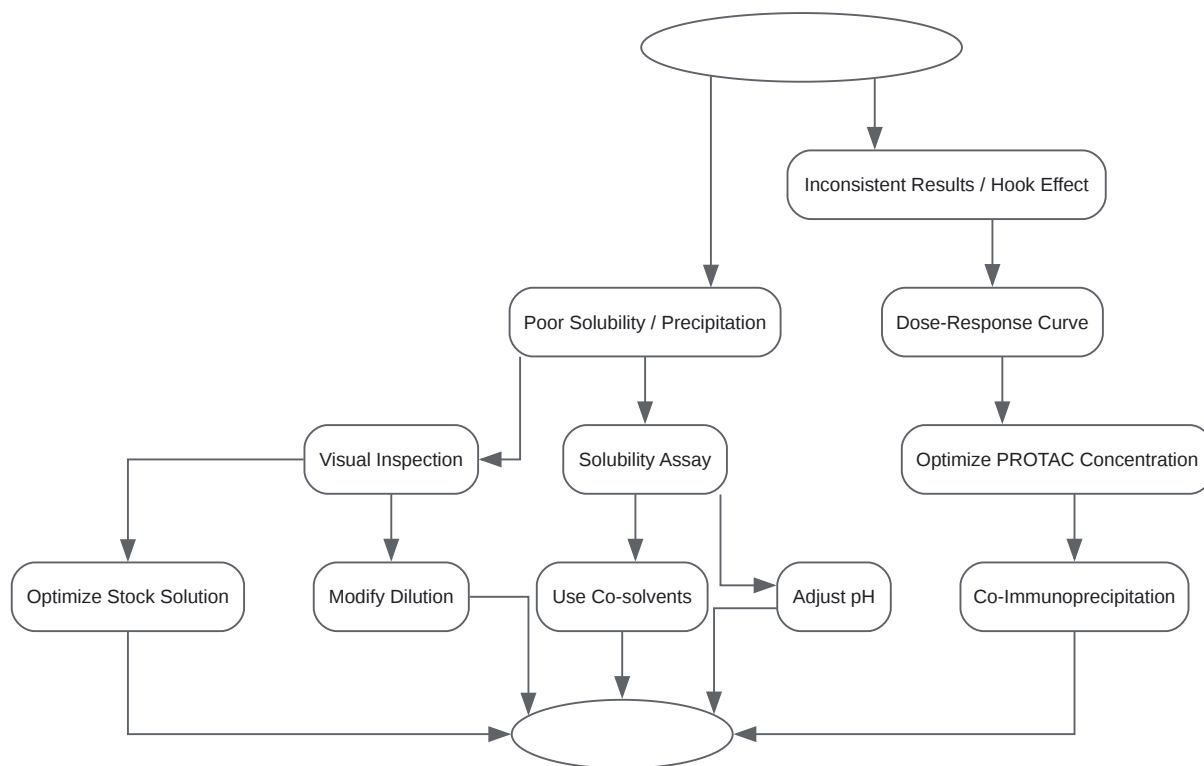 Inconsistent Results / Hook Effect
Poor Solubility / Precipitation
Dose-Response Curve
Visual Inspection
Solubility Assay
Optimize PROTAC Concentration
Optimize Stock Solution
Modify Dilution
Use Co-solvents
Adjust pH
Co-Immunoprecipitation